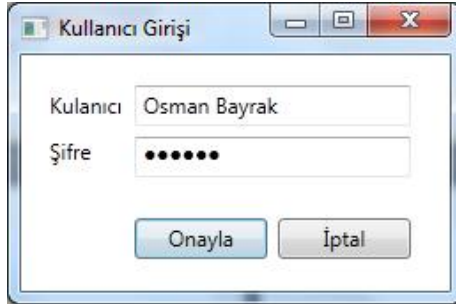 Kullanıcı Girişi
Kulanıcı Osman Bayrak
Şifre ●●●●●●
Onayla İptal